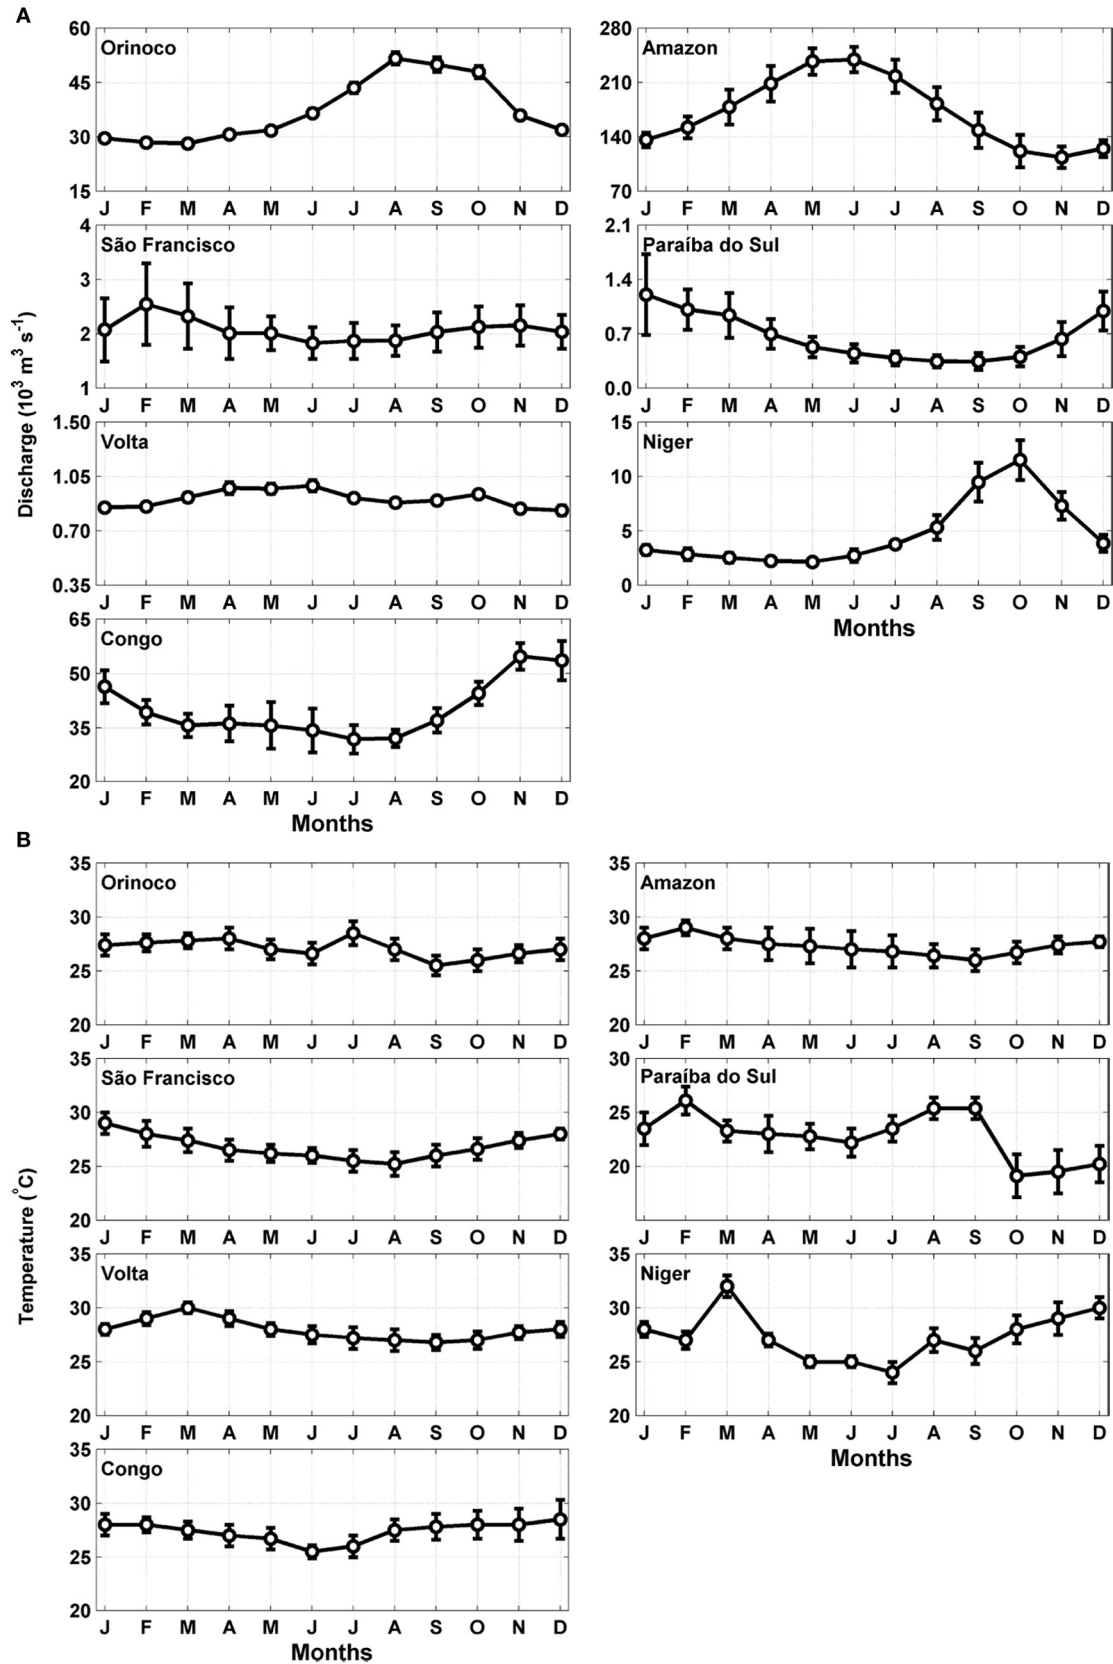 A
Discharge (10³ m³ s⁻¹)
Orinoco
60
45
30
15
J F M A M J J A S O N D
Amazon
280
210
140
70
J F M A M J J A S O N D
São Francisco
4
3
2
1
J F M A M J J A S O N D
Paraíba do Sul
2.1
1.4
0.7
0.0
J F M A M J J A S O N D
Volta
1.50
1.05
0.70
0.35
J F M A M J J A S O N D
Niger
15
10
5
0
J F M A M J J A S O N D
Months
Congo
65
50
35
20
J F M A M J J A S O N D
Months
B
Temperature (°C)
Orinoco
35
30
25
20
J F M A M J J A S O N D
Amazon
35
30
25
20
J F M A M J J A S O N D
São Francisco
35
30
25
20
J F M A M J J A S O N D
Paraíba do Sul
30
25
20
J F M A M J J A S O N D
Volta
35
30
25
20
J F M A M J J A S O N D
Niger
35
30
25
20
J F M A M J J A S O N D
Months
Congo
35
30
25
20
J F M A M J J A S O N D
Months